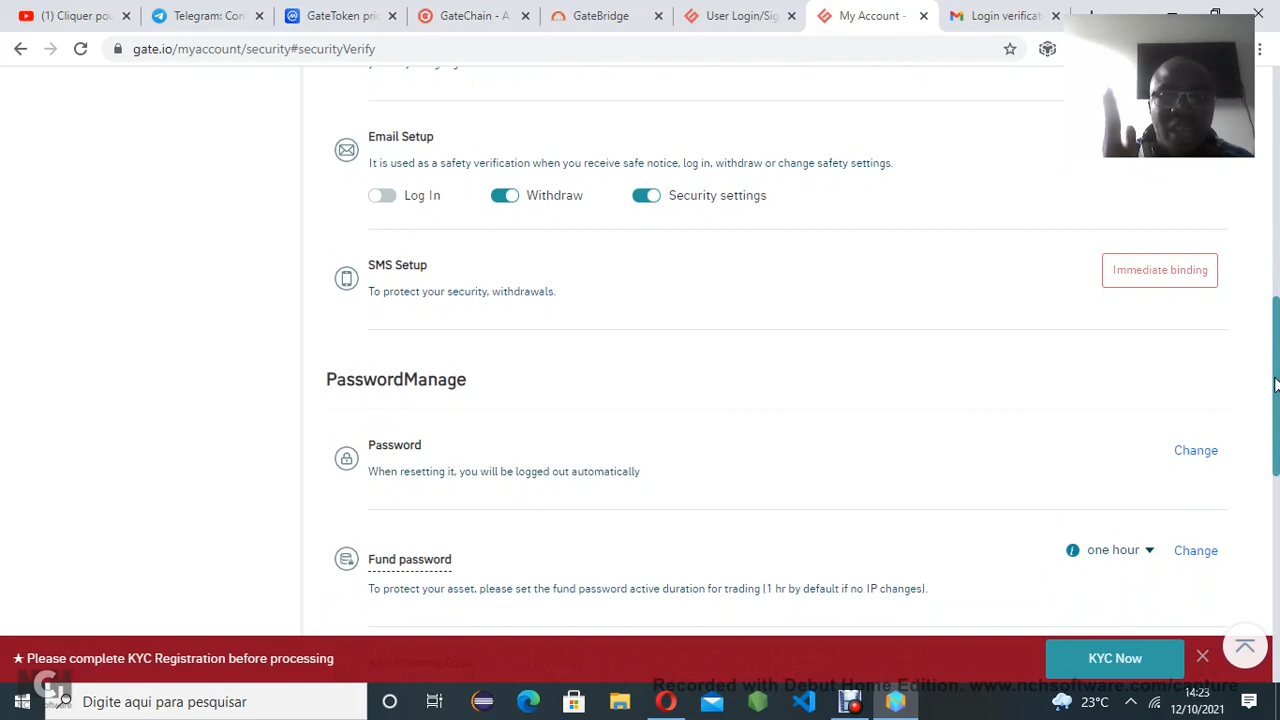 (1) Cliquer pou
Telegram: Con
GateToken pric
GateChain - A
GateBridge
User Login/Sig
My Account -
Login verificat
gate.io/myaccount/security#securityVerify
Email Setup
It is used as a safety verification when you receive safe notice, log in, withdraw or change safety settings.
Log In
Withdraw
Security settings
SMS Setup
Immediate binding
To protect your security, withdrawals.
PasswordManage
Password
Change
When resetting it, you will be logged out automatically
Fund password
one hour
Change
To protect your asset, please set the fund password active duration for trading (1 hr by default if no IP changes).
★ Please complete KYC Registration before processing
KYC Now
NCH
Software
Recorded with Debut Home Edition. www.nchsoftware.com/capture
Digite aqui para pesquisar
23°C
14:23
12/10/2021